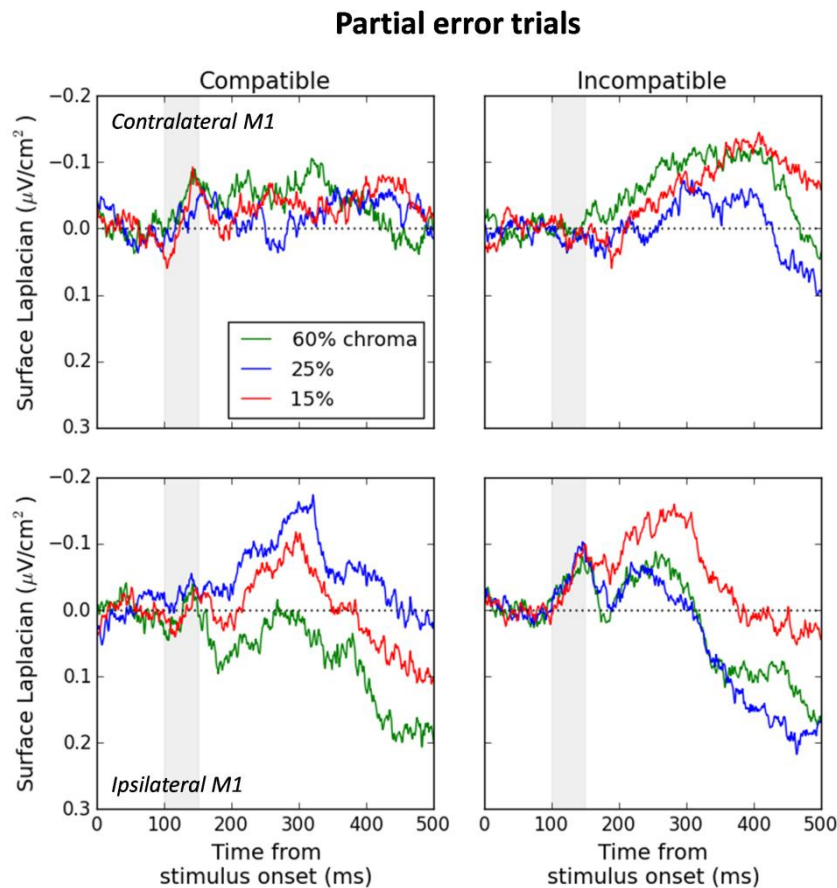 Partial error trials
Compatible
Incompatible
Surface Laplacian (μV/cm²)
−0.2
−0.1
0.0
0.1
0.2
0.3
Contralateral M1
60% chroma
25%
15%
Surface Laplacian (μV/cm²)
−0.2
−0.1
0.0
0.1
0.2
0.3
Ipsilateral M1
0 100 200 300 400 500
0 100 200 300 400 500
Time from
stimulus onset (ms)
Time from
stimulus onset (ms)